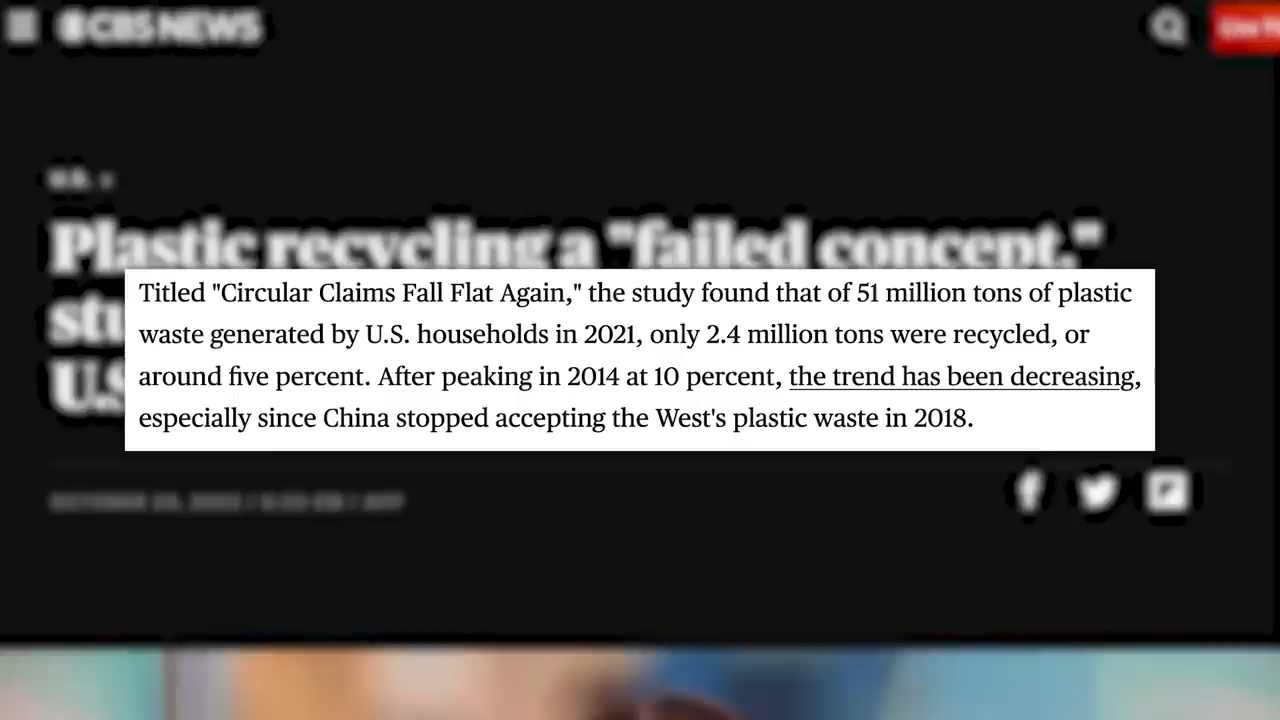 CBS NEWS
U.S.
Plastic recycling a "failed concept,"
Titled "Circular Claims Fall Flat Again," the study found that of 51 million tons of plastic
waste generated by U.S. households in 2021, only 2.4 million tons were recycled, or
around five percent. After peaking in 2014 at 10 percent, the trend has been decreasing,
especially since China stopped accepting the West's plastic waste in 2018.